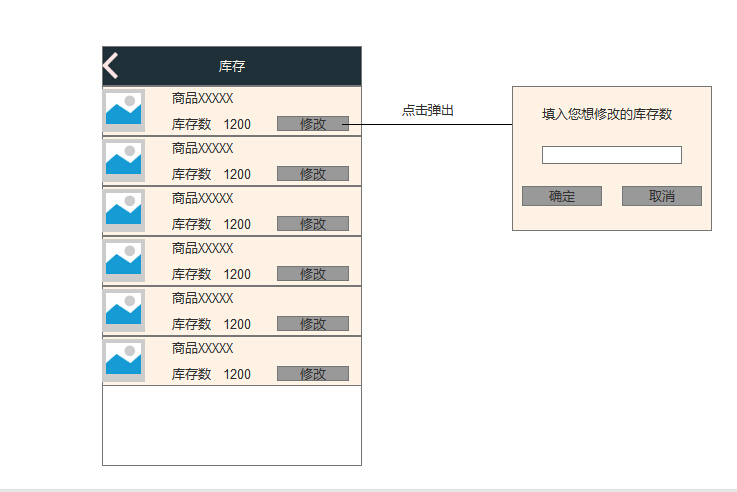 库存
商品XXXXX
库存数 1200 修改
商品XXXXX
库存数 1200 修改
商品XXXXX
库存数 1200 修改
商品XXXXX
库存数 1200 修改
商品XXXXX
库存数 1200 修改
商品XXXXX
库存数 1200 修改
点击弹出
填入您想修改的库存数
确定 取消